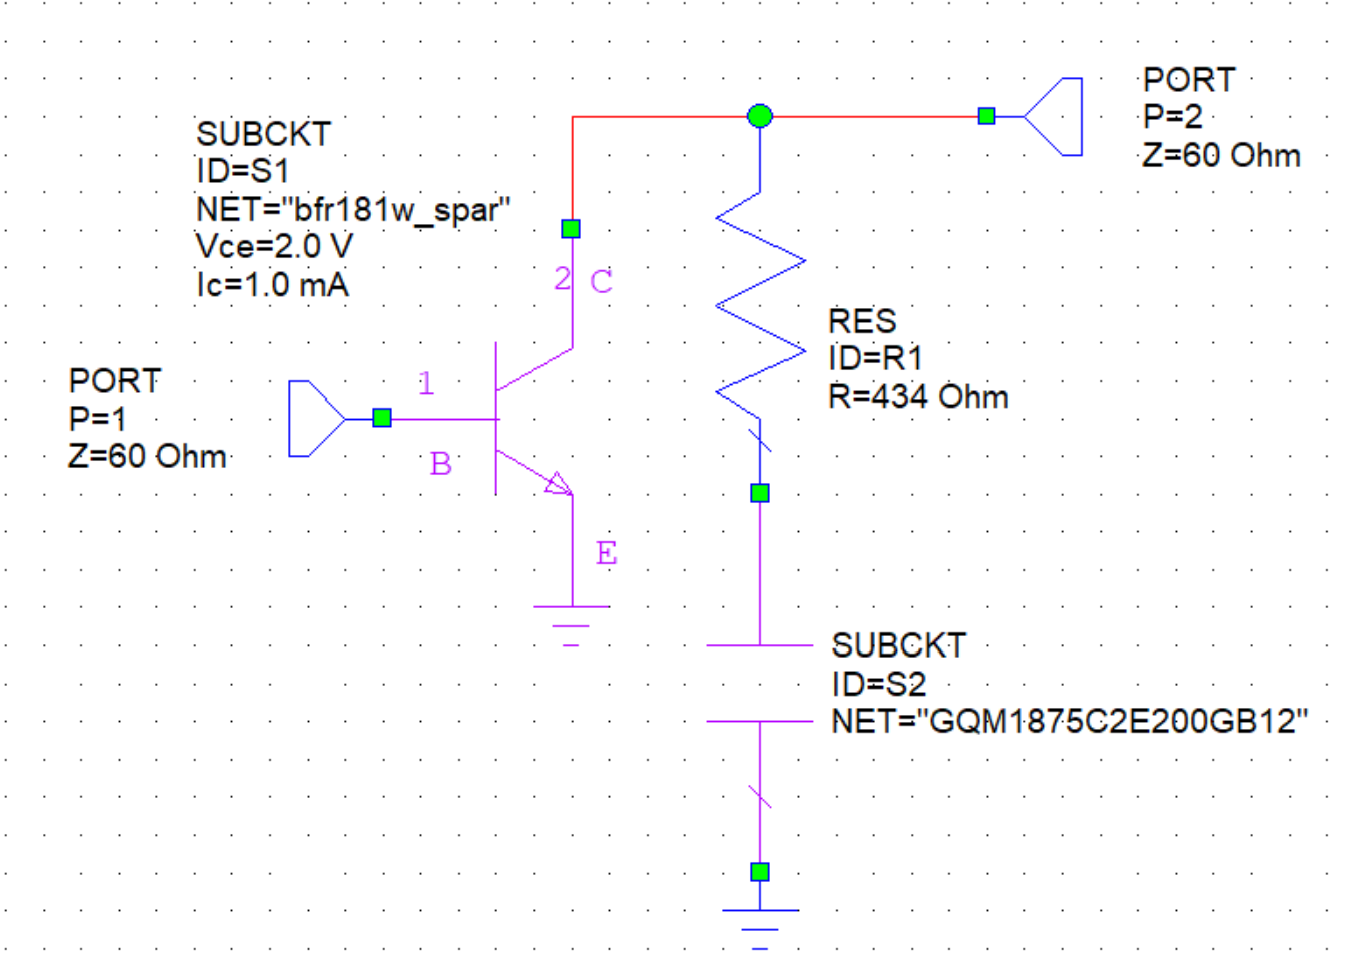 PORT
P=2
Z=60 Ohm
SUBCKT
ID=S1
NET="bfr181w_spar"
Vce=2.0 V
Ic=1.0 mA
2 C
RES
ID=R1
R=434 Ohm
PORT
P=1
Z=60 Ohm
1
B
E
SUBCKT
ID=S2
NET="GQM1875C2E200GB12"